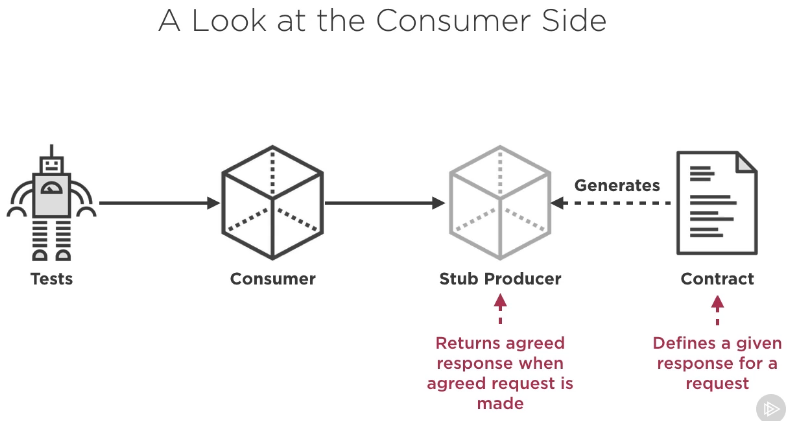 A Look at the Consumer Side
Generates
Tests
Consumer
Stub Producer
Contract
Returns agreed
response when
agreed request is
made
Defines a given
response for a
request